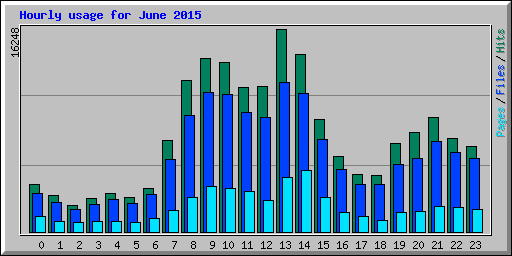 Hourly usage for June 2015
16248
Pages/Files/Hits
0 1 2 3 4 5 6 7 8 9 10 11 12 13 14 15 16 17 18 19 20 21 22 23